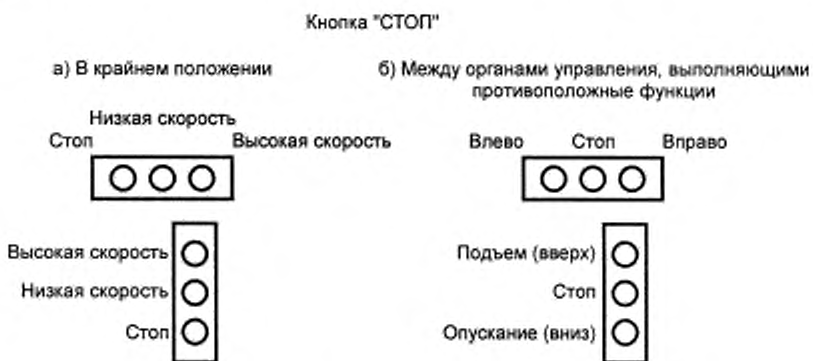 Кнопка "СТОП"
а) В крайнем положении
б) Между органами управления, выполняющими
противоположные функции
Низкая скорость
Стоп
Высокая скорость
Влево
Стоп
Вправо
Высокая скорость
Низкая скорость
Стоп
Подъем (вверх)
Стоп
Опускание (вниз)